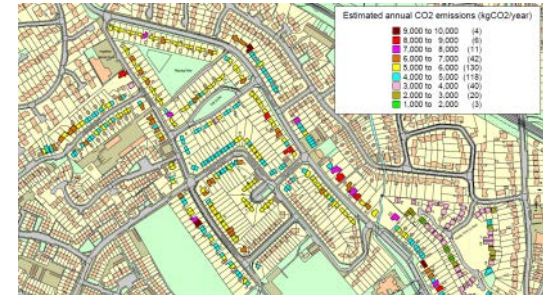 Estimated annual CO2 emissions (kgCO2/year)
9,000 to 10,000 (4)
8,000 to 9,000 (6)
7,000 to 8,000 (11)
6,000 to 7,000 (42)
5,000 to 6,000 (130)
4,000 to 5,000 (118)
3,000 to 4,000 (40)
2,000 to 3,000 (20)
1,000 to 2,000 (3)